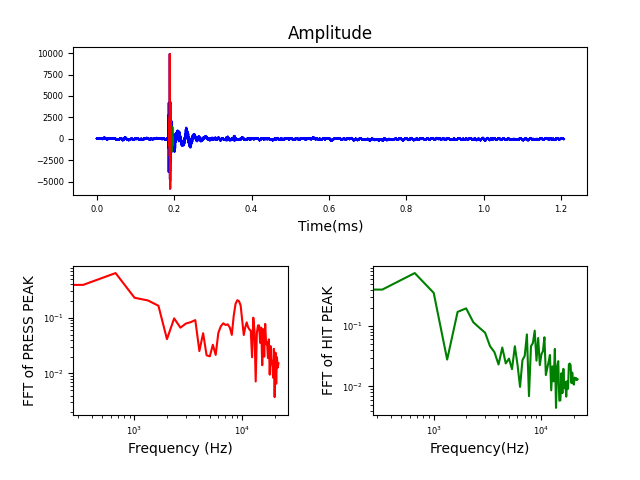 Amplitude
10000
7500
5000
2500
0
−2500
−5000
0.0 0.2 0.4 0.6 0.8 1.0 1.2
Time(ms)
FFT of PRESS PEAK
10⁻¹
10⁻²
10³ 10⁴
Frequency (Hz)
FFT of HIT PEAK
10⁻¹
10⁻²
10³ 10⁴
Frequency(Hz)